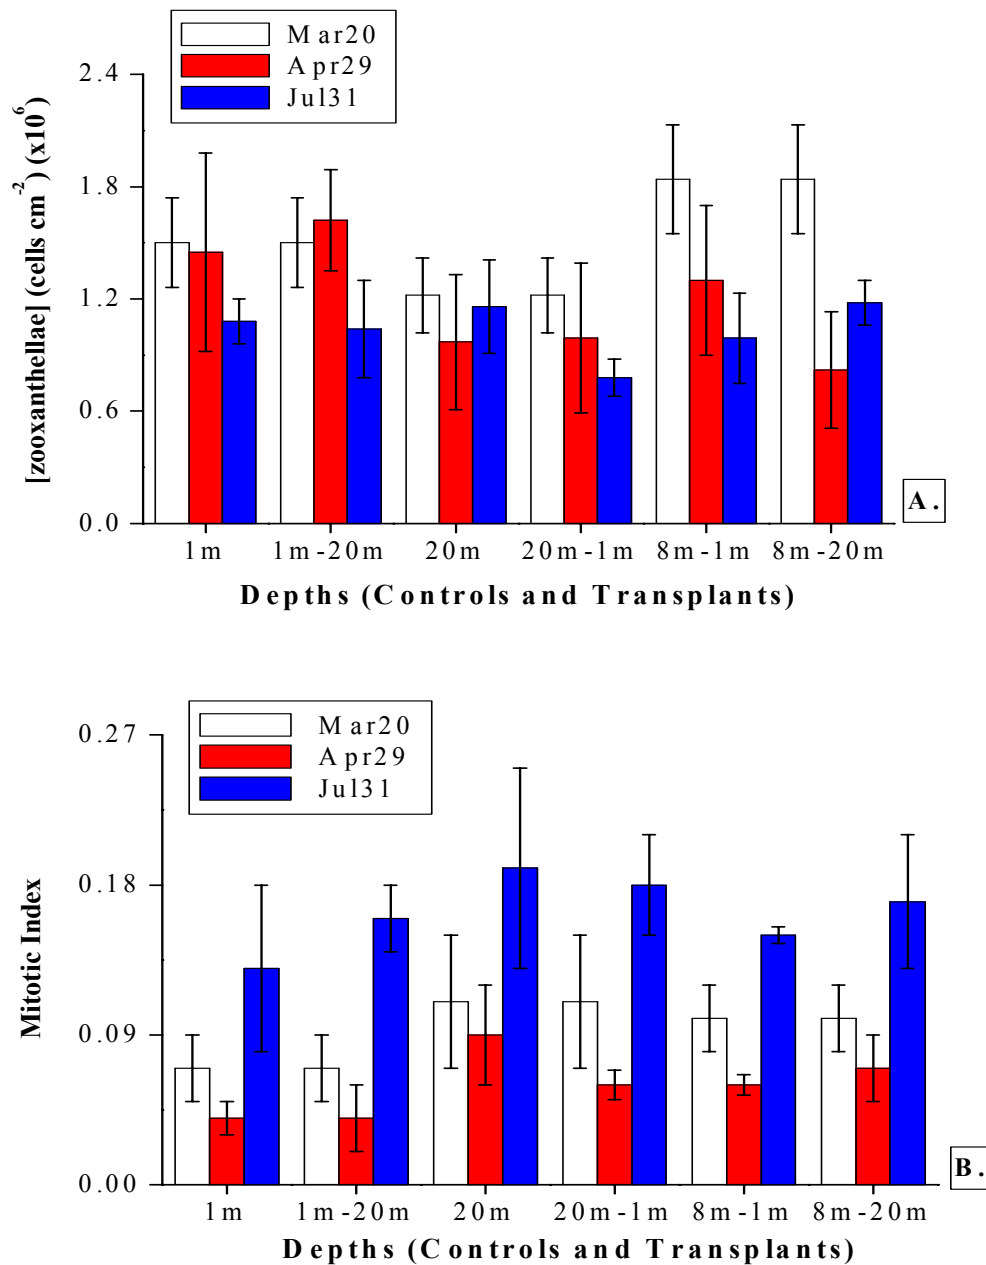 Mar20
Apr29
Jul31
[zooxanthellae] (cells cm-2) (x10^6)
2.4
1.8
1.2
0.6
0.0
A.
1m 1m-20m 20m 20m-1m 8m-1m 8m-20m
Depths (Controls and Transplants)
Mar20
Apr29
Jul31
Mitotic Index
0.27
0.18
0.09
0.00
B.
1m 1m-20m 20m 20m-1m 8m-1m 8m-20m
Depths (Controls and Transplants)